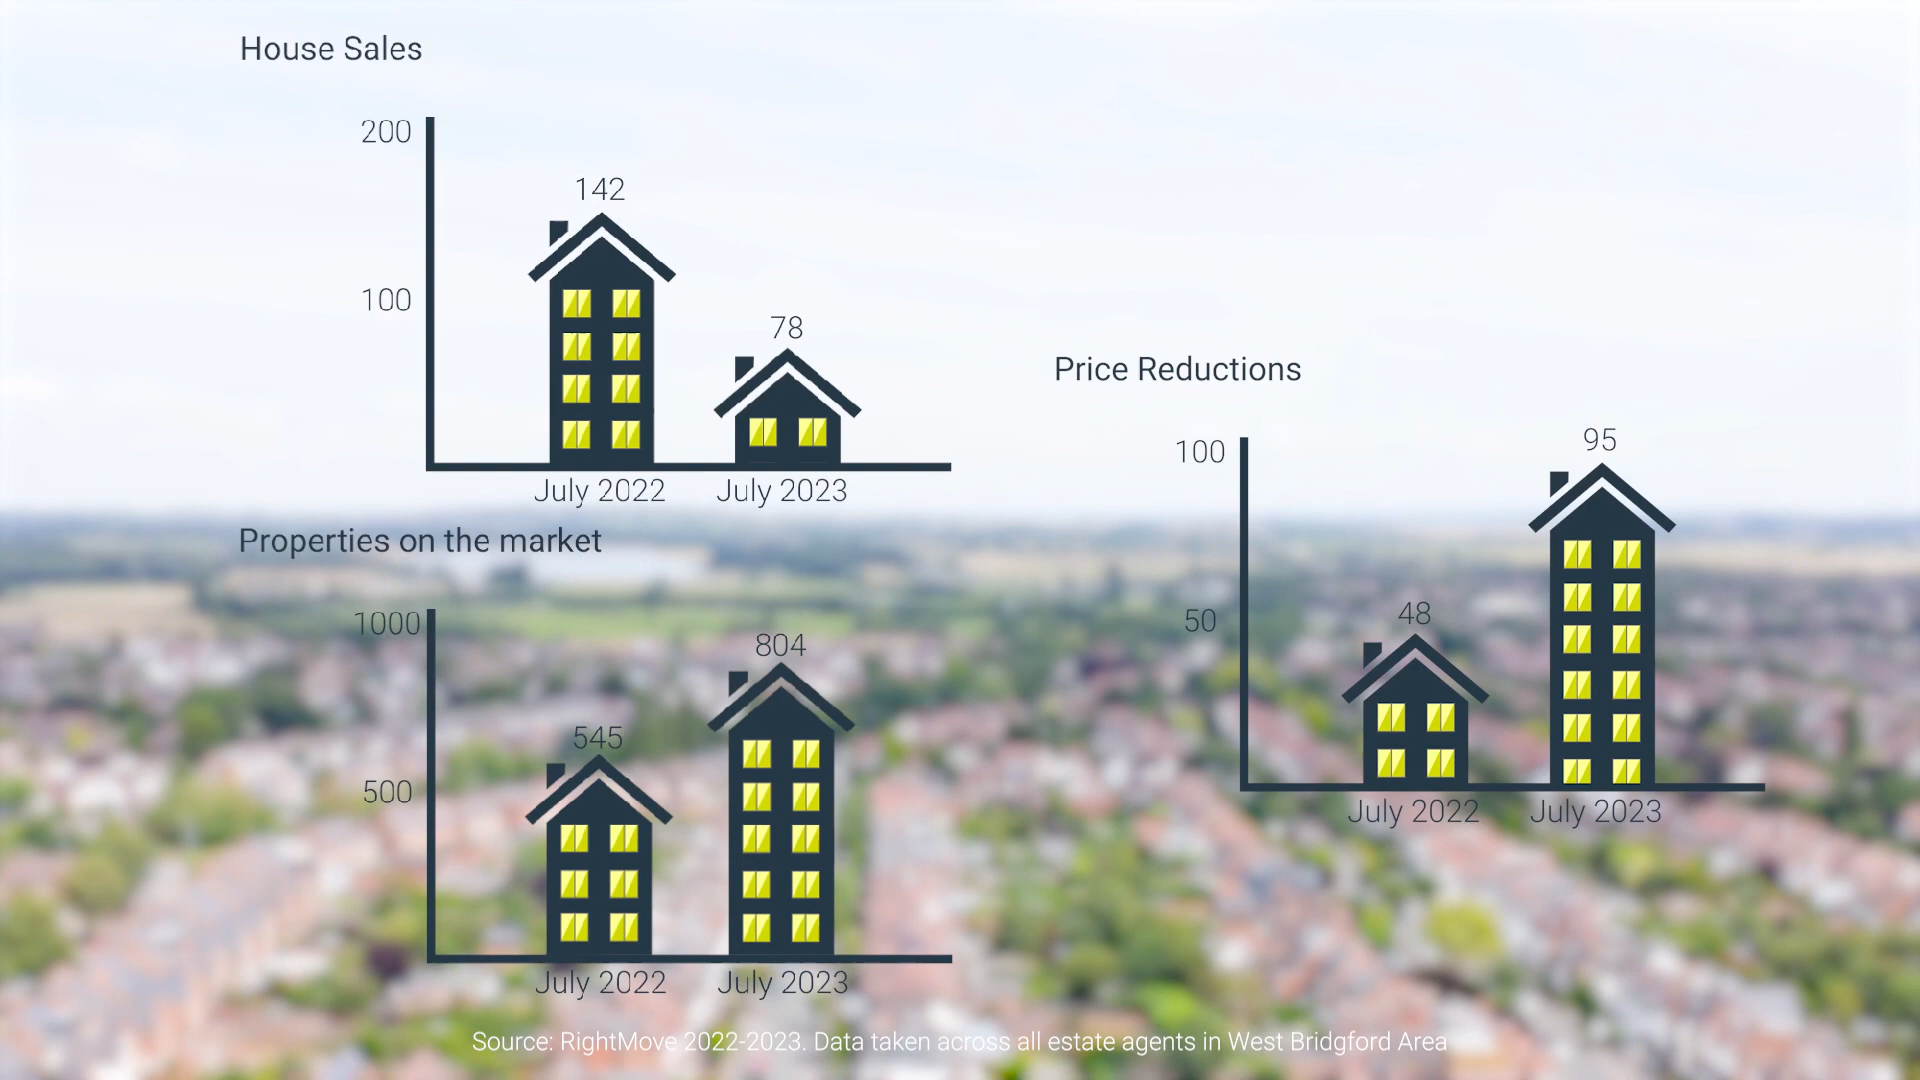 House Sales
200
142
100
78
July 2022
July 2023
Properties on the market
1000
804
545
500
July 2022
July 2023
Price Reductions
100
95
50
48
July 2022
July 2023
Source: RightMove 2022-2023. Data taken across all estate agents in West Bridgford Area